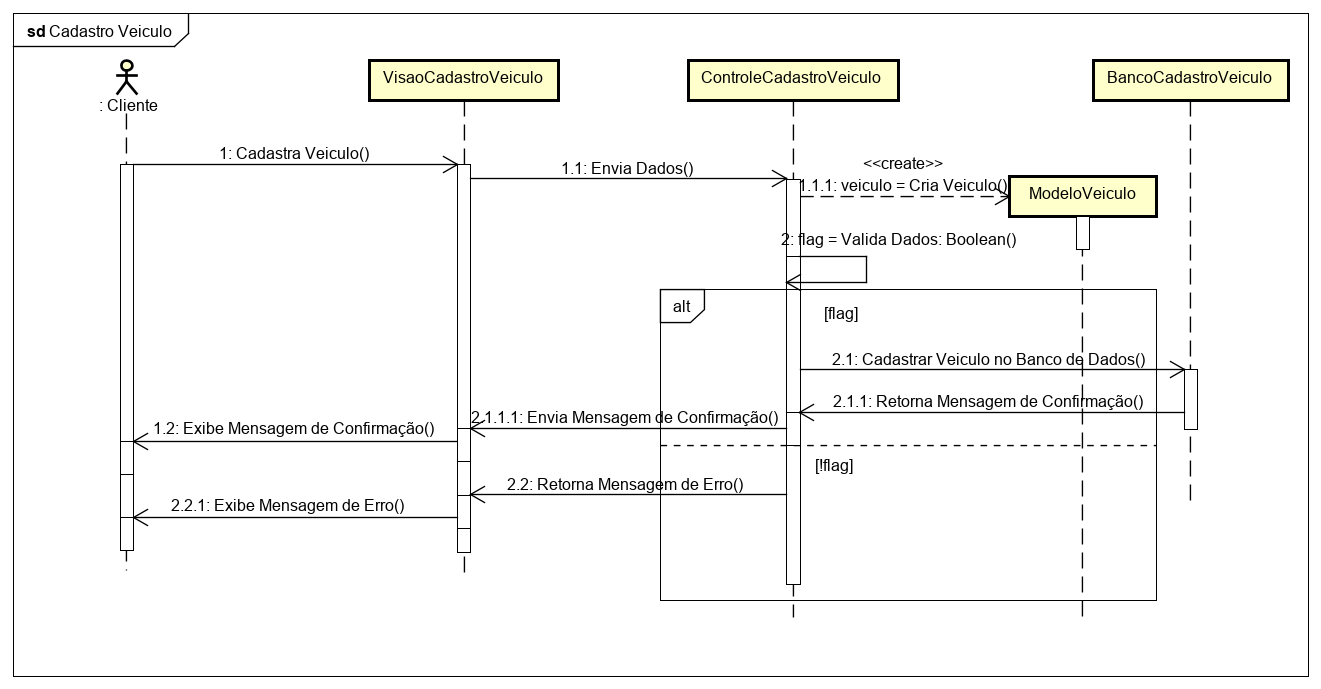 sd Cadastro Veiculo
: Cliente
VisaoCadastroVeiculo
ControleCadastroVeiculo
BancoCadastroVeiculo
1: Cadastra Veiculo()
1.1: Envia Dados()
<<create>>
1.1.1: veiculo = Cria Veiculo()
ModeloVeiculo
2: flag = Valida Dados: Boolean()
alt
[flag]
2.1: Cadastrar Veiculo no Banco de Dados()
2.1.1: Retorna Mensagem de Confirmação()
2.1.1.1: Envia Mensagem de Confirmação()
1.2: Exibe Mensagem de Confirmação()
[!flag]
2.2: Retorna Mensagem de Erro()
2.2.1: Exibe Mensagem de Erro()